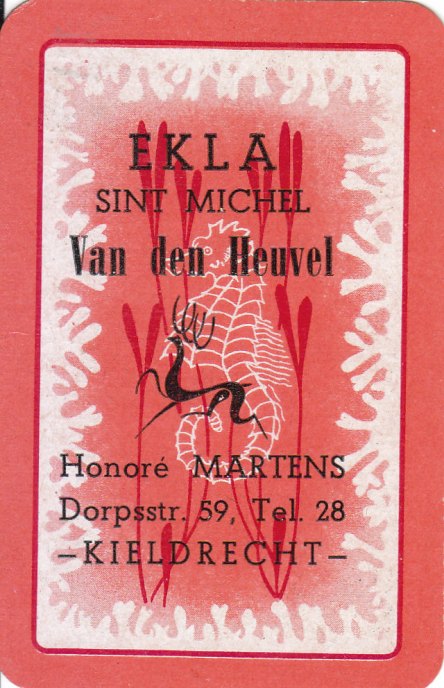 EKLA
SINT MICHEL
Van den Heuvel
Honoré MARTENS
Dorpsstr. 59, Tel. 28
–KIELDRECHT–